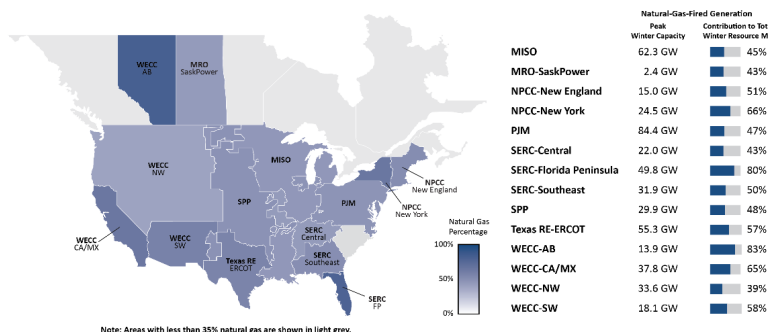 Natural-Gas-Fired Generation
Peak
Winter Capacity
Contribution to Tot
Winter Resource M
MISO 62.3 GW 45%
MRO-SaskPower 2.4 GW 43%
NPCC-New England 15.0 GW 51%
NPCC-New York 24.5 GW 66%
PJM 84.4 GW 47%
SERC-Central 22.0 GW 43%
SERC-Florida Peninsula 49.8 GW 80%
SERC-Southeast 31.9 GW 50%
SPP 29.9 GW 48%
Texas RE-ERCOT 55.3 GW 57%
WECC-AB 13.9 GW 83%
WECC-CA/MX 37.8 GW 65%
WECC-NW 33.6 GW 39%
WECC-SW 18.1 GW 58%
WECC
AB
MRO
SaskPower
WECC
NW
MISO
NPCC
New England
NPCC
New York
SPP
PJM
WECC
CA/MX
WECC
SW
SERC
Central
Texas RE
ERCOT
SERC
Southeast
SERC
FP
Natural Gas
Percentage
100%
50%
0%
Note: Areas with less than 35% natural gas are shown in light grey.